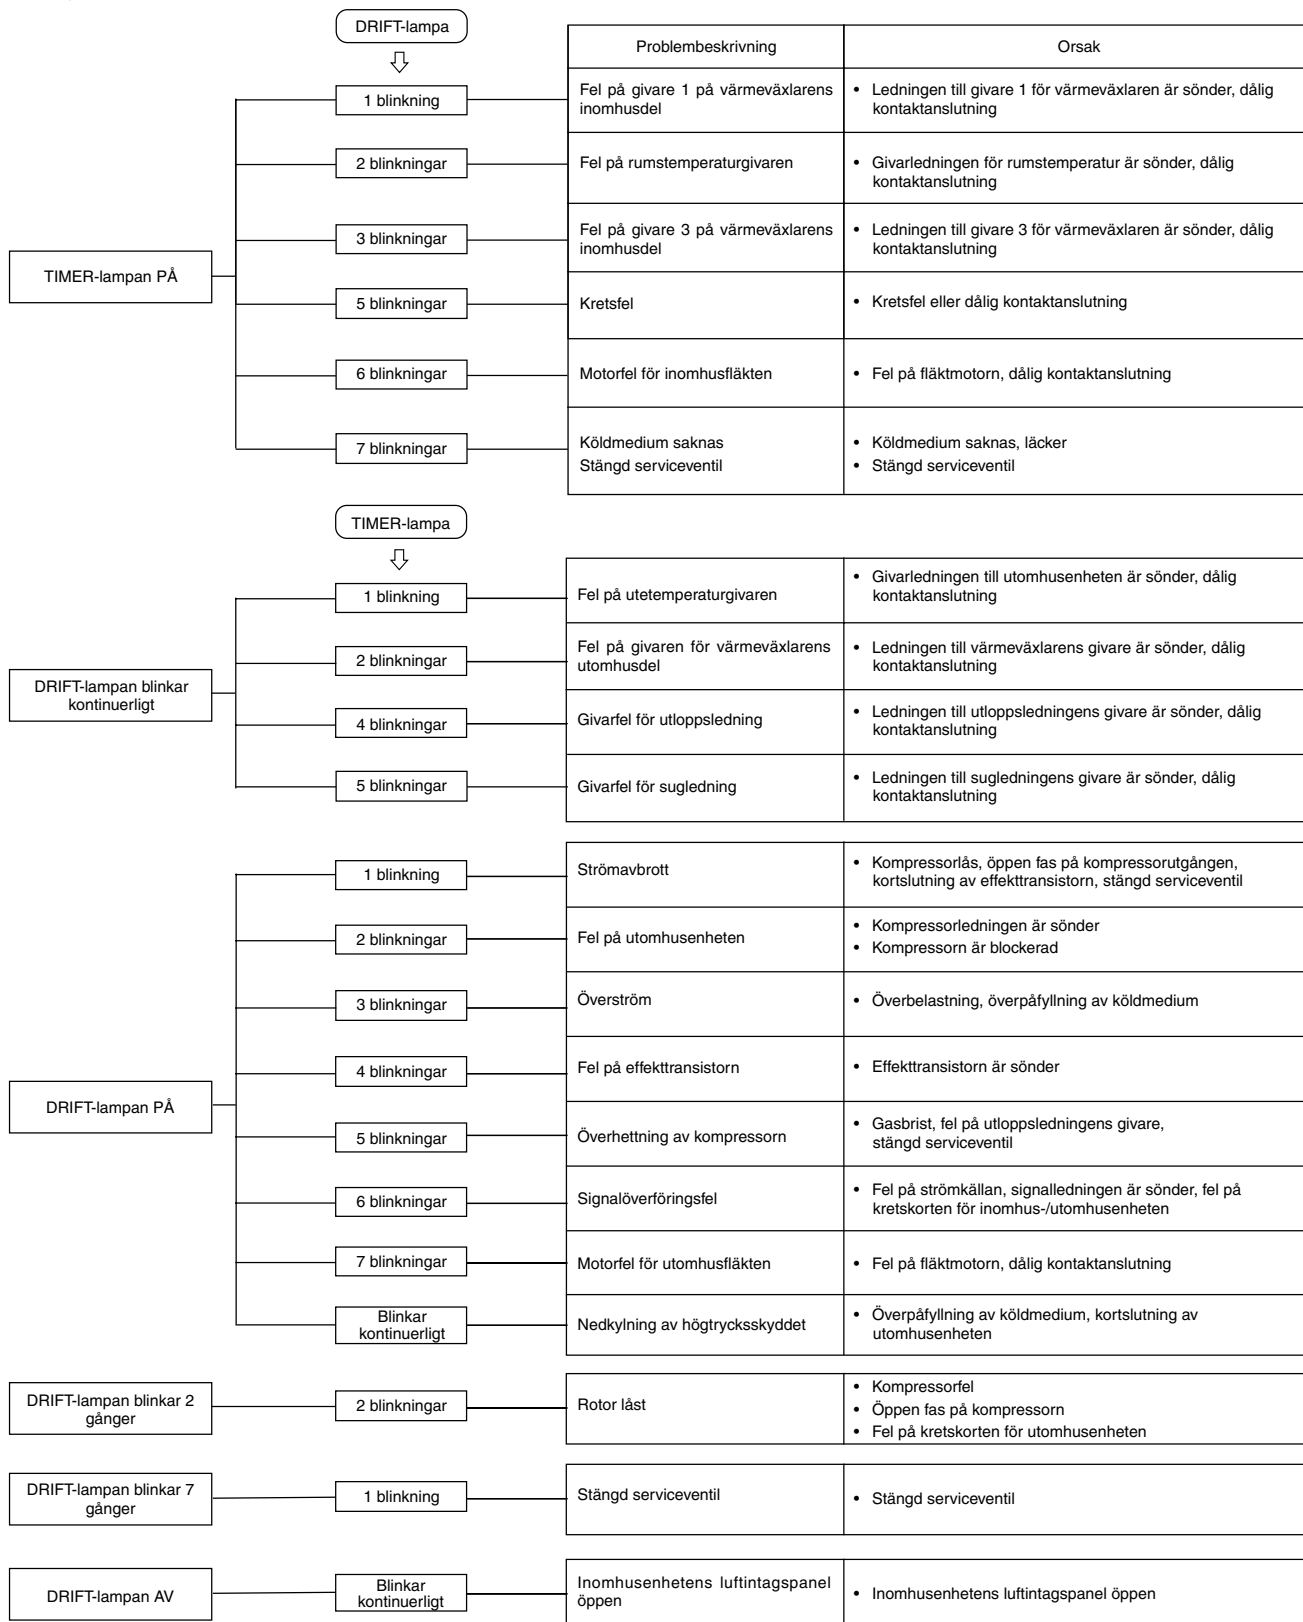 DRIFT-lampa
Problembeskrivning
Orsak
TIMER-lampan PÅ
1 blinkning
Fel på givare 1 på värmeväxlarens
inomhusdel
• Ledningen till givare 1 för värmeväxlaren är sönder, dålig
kontaktanslutning
2 blinkningar
Fel på rumstemperaturgivaren
• Givarledningen för rumstemperatur är sönder, dålig
kontaktanslutning
3 blinkningar
Fel på givare 3 på värmeväxlarens
inomhusdel
• Ledningen till givare 3 för värmeväxlaren är sönder, dålig
kontaktanslutning
5 blinkningar
Kretsfel
• Kretsfel eller dålig kontaktanslutning
6 blinkningar
Motorfel för inomhusfläkten
• Fel på fläktmotorn, dålig kontaktanslutning
7 blinkningar
Köldmedium saknas
Stängd serviceventil
• Köldmedium saknas, läcker
• Stängd serviceventil
TIMER-lampa
DRIFT-lampan blinkar
kontinuerligt
1 blinkning
Fel på utetemperaturgivaren
• Givarledningen till utomhusenheten är sönder, dålig
kontaktanslutning
2 blinkningar
Fel på givaren för värmeväxlarens
utomhusdel
• Ledningen till värmeväxlarens givare är sönder, dålig
kontaktanslutning
4 blinkningar
Givarfel för utloppsledning
• Ledningen till utloppsledningens givare är sönder, dålig
kontaktanslutning
5 blinkningar
Givarfel för sugledning
• Ledningen till sugledningens givare är sönder, dålig
kontaktanslutning
DRIFT-lampan PÅ
1 blinkning
Strömavbrott
• Kompressorlås, öppen fas på kompressorutgången,
kortslutning av effekttransistorn, stängd serviceventil
2 blinkningar
Fel på utomhusenheten
• Kompressorledningen är sönder
• Kompressorn är blockerad
3 blinkningar
Överström
• Överbelastning, överpåfyllning av köldmedium
4 blinkningar
Fel på effekttransistorn
• Effekttransistorn är sönder
5 blinkningar
Överhettning av kompressorn
• Gasbrist, fel på utloppsledningens givare,
stängd serviceventil
6 blinkningar
Signalöverföringsfel
• Fel på strömkällan, signalledningen är sönder, fel på
kretskorten för inomhus-/utomhusenheten
7 blinkningar
Motorfel för utomhusfläkten
• Fel på fläktmotorn, dålig kontaktanslutning
Blinkar
kontinuerligt
Nedkylning av högtrycksskyddet
• Överpåfyllning av köldmedium, kortslutning av
utomhusenheten
DRIFT-lampan blinkar 2
gånger
2 blinkningar
Rotor låst
• Kompressorfel
• Öppen fas på kompressorn
• Fel på kretskorten för utomhusenheten
DRIFT-lampan blinkar 7
gånger
1 blinkning
Stängd serviceventil
• Stängd serviceventil
DRIFT-lampan AV
Blinkar
kontinuerligt
Inomhusenhetens luftintagspanel
öppen
• Inomhusenhetens luftintagspanel öppen